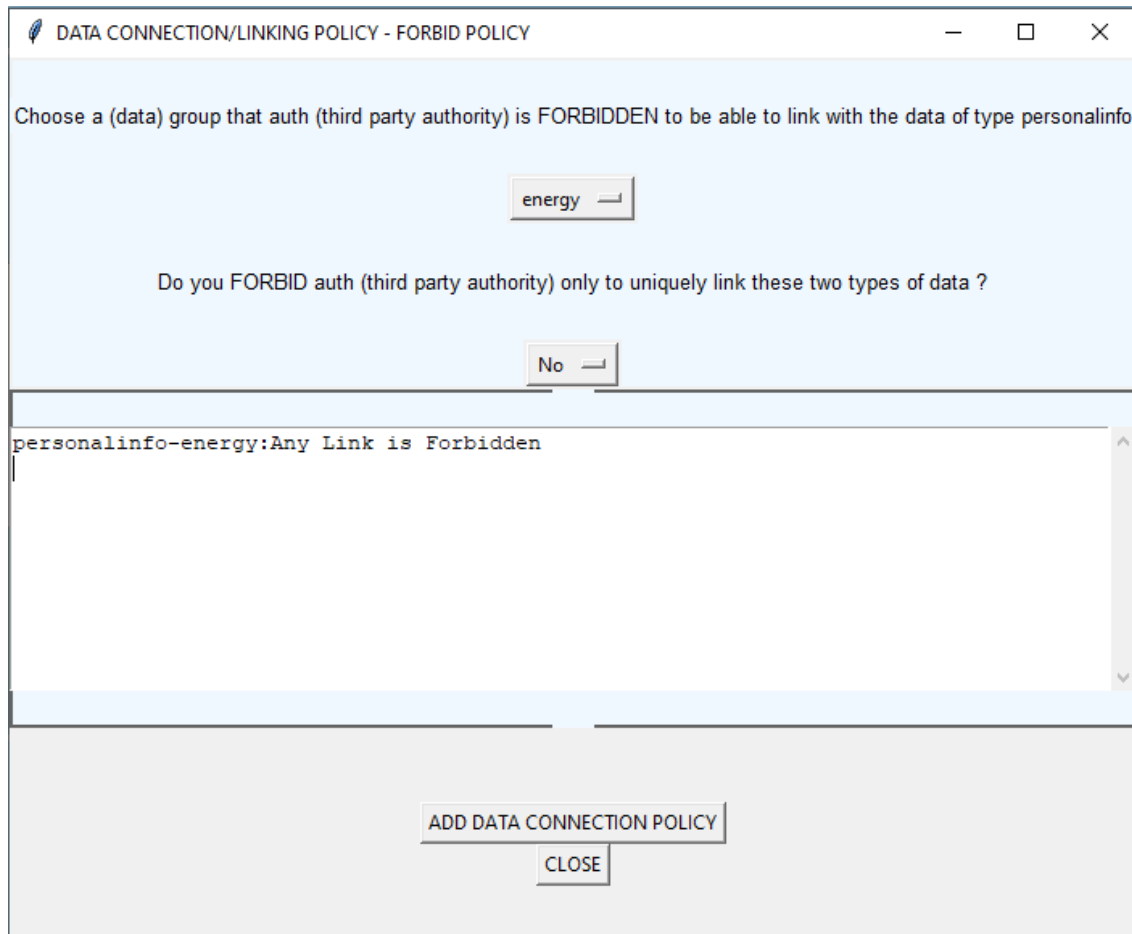 DATA CONNECTION/LINKING POLICY - FORBID POLICY
Choose a (data) group that auth (third party authority) is FORBIDDEN to be able to link with the data of type personalinfo
energy
Do you FORBID auth (third party authority) only to uniquely link these two types of data ?
No
personalinfo-energy:Any Link is Forbidden
ADD DATA CONNECTION POLICY
CLOSE